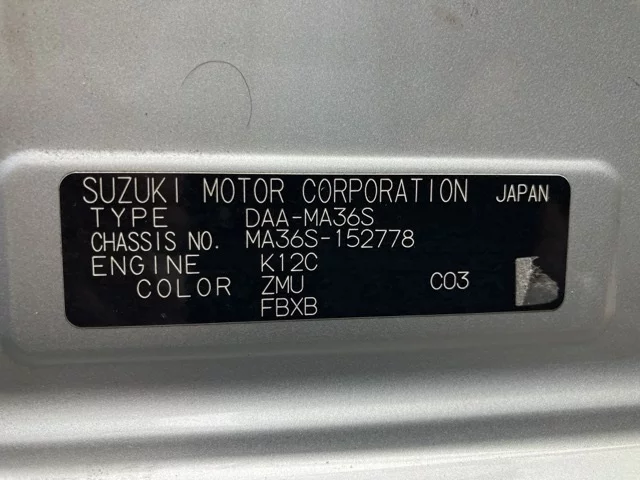 SUZUKI MOTOR CORPORATION JAPAN
TYPE DAA-MA36S
CHASSIS NO. MA36S-152778
ENGINE K12C
COLOR ZMU C03
FBXB